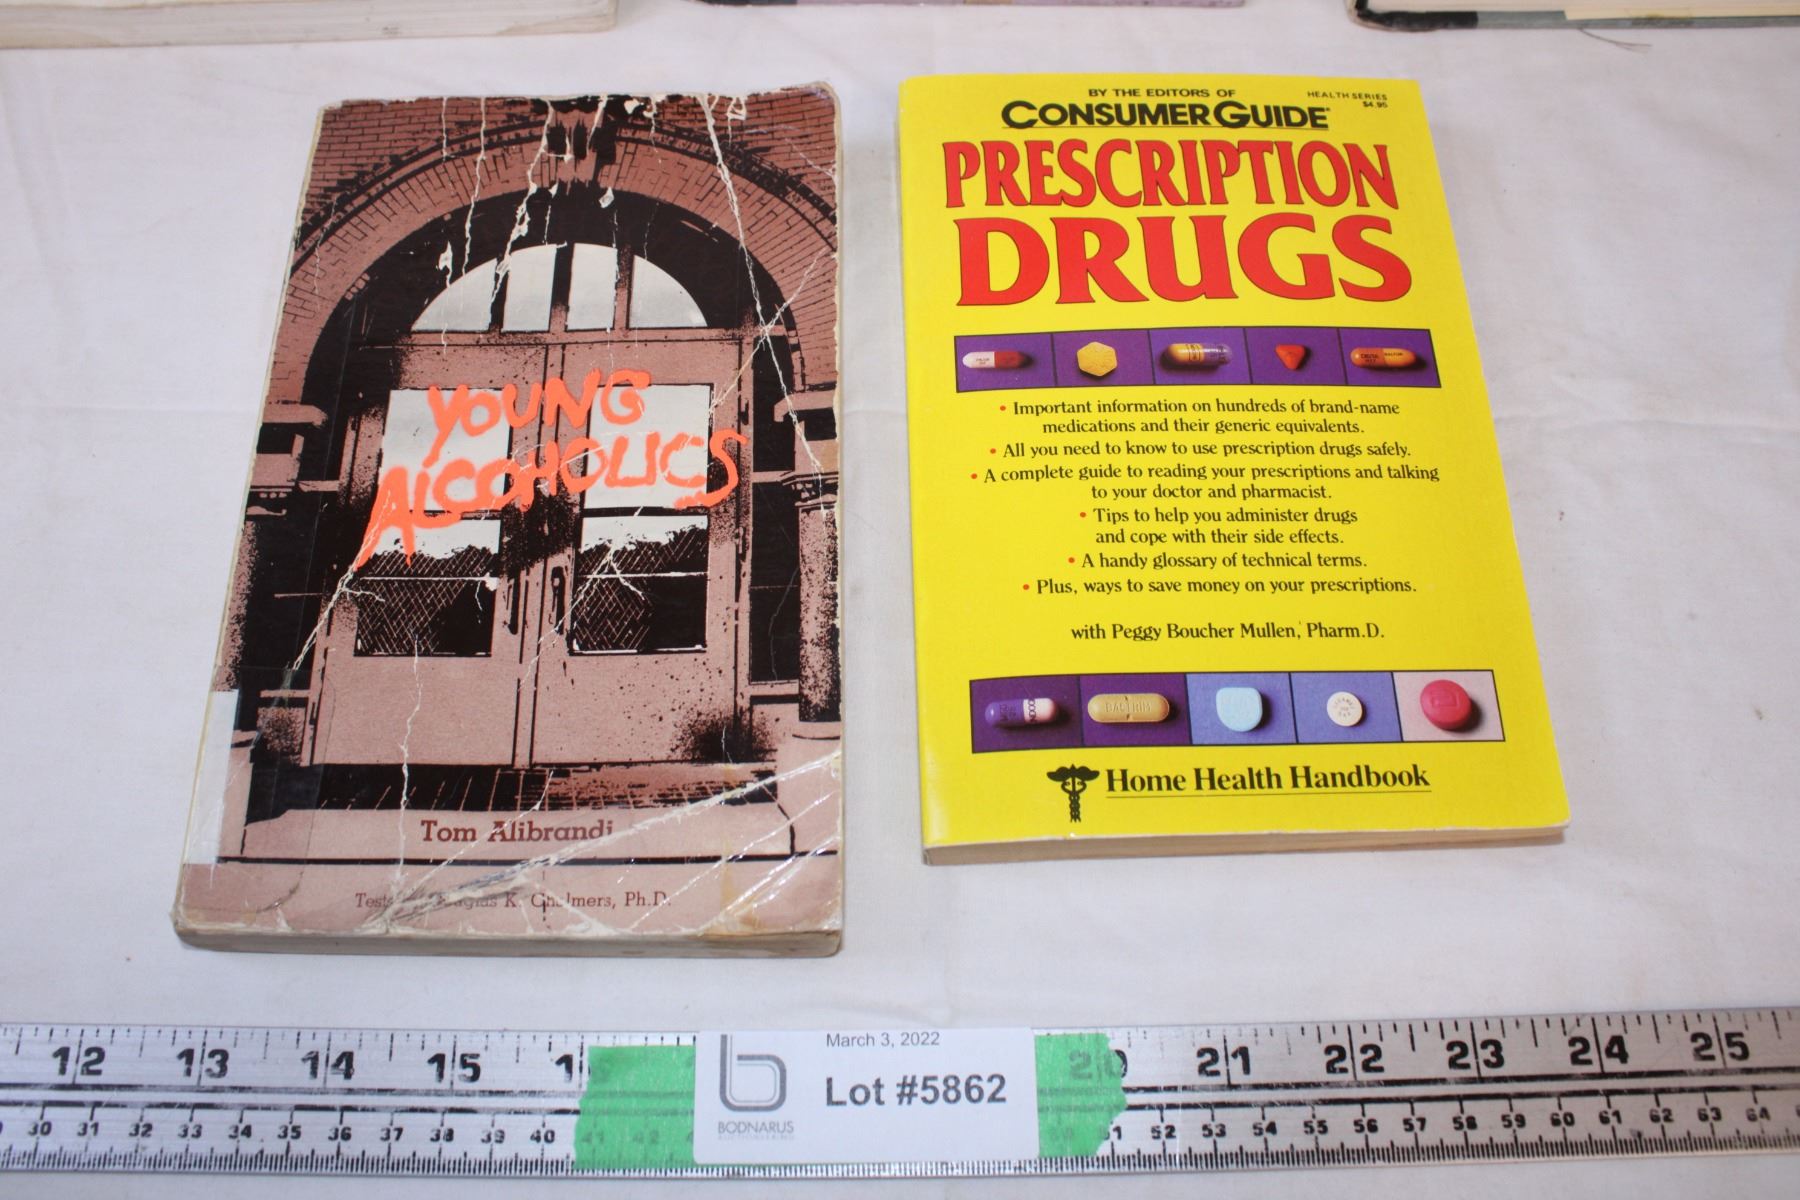 YOUNG
ALCOHOLICS
Tom Alibrandi
K. Chalmers, Ph.D.
BY THE EDITORS OF
HEALTH SERIES
$4.95
CONSUMER GUIDE®
PRESCRIPTION
DRUGS
• Important information on hundreds of brand-name
medications and their generic equivalents.
• All you need to know to use prescription drugs safely.
• A complete guide to reading your prescriptions and talking
to your doctor and pharmacist.
• Tips to help you administer drugs
and cope with their side effects.
• A handy glossary of technical terms.
• Plus, ways to save money on your prescriptions.
with Peggy Boucher Mullen, Pharm.D.
BACTRIM
Home Health Handbook
12 13 14 15 20 21 22 23 24 25
March 3, 2022
Lot #5862
BODNARUS
AUCTIONEERING
30 31 32 33 34 35 36 37 38 39 40 41 42 51 52 53 54 55 56 57 58 59 60 61 62 63 64